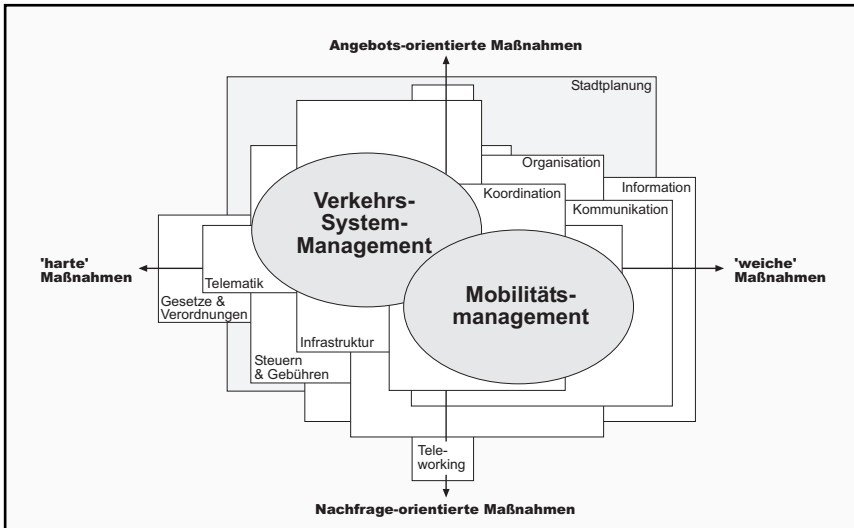 Angebots-orientierte Maßnahmen
Stadtplanung
Organisation
Koordination
Information
Verkehrs-
System-
Management
Kommunikation
'harte'
Maßnahmen
'weiche'
Maßnahmen
Telematik
Gesetze &
Verordnungen
Mobilitäts-
management
Infrastruktur
Steuern
& Gebühren
Tele-
working
Nachfrage-orientierte Maßnahmen